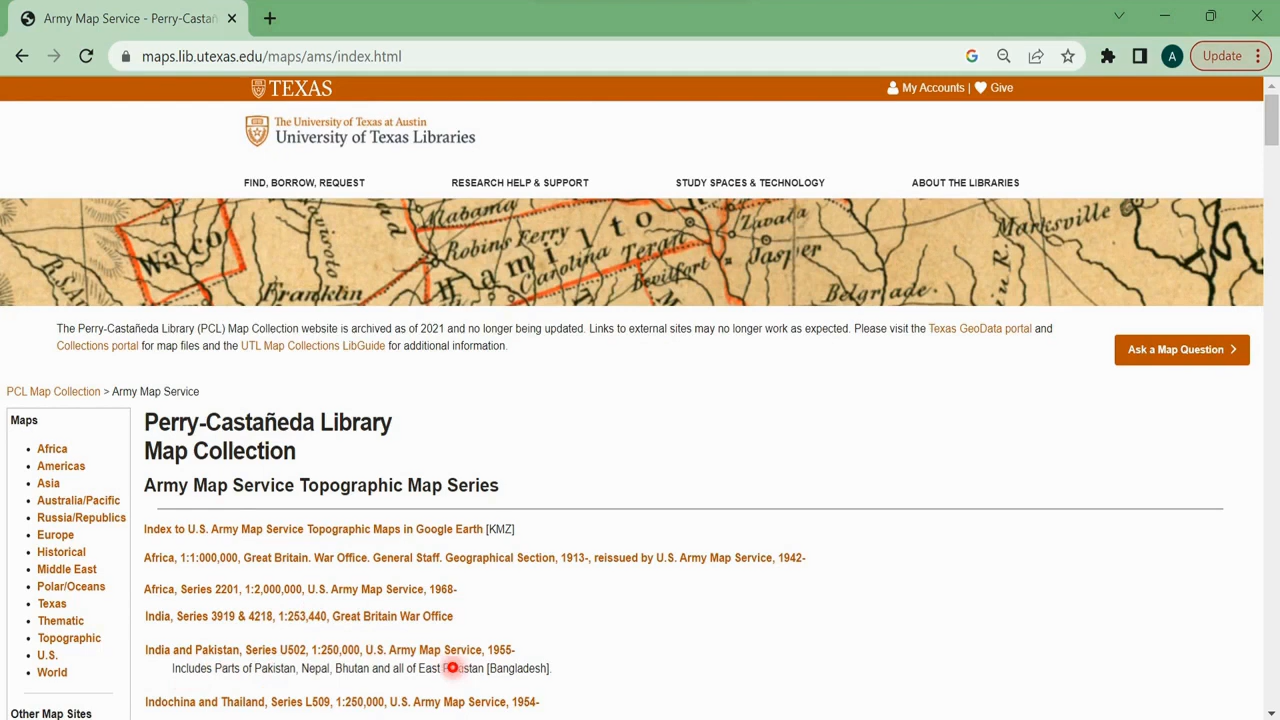 Army Map Service - Perry-Castañ
maps.lib.utexas.edu/maps/ams/index.html
A
Update
TEXAS
My Accounts | Give
The University of Texas at Austin
University of Texas Libraries
FIND, BORROW, REQUEST
RESEARCH HELP & SUPPORT
STUDY SPACES & TECHNOLOGY
ABOUT THE LIBRARIES
Alabama
Robins Ferry
Hamilto
Carolina
Teran
Bevilport
Zavala
Jasper
Waco
Franklin
Belgrade
Marksville
The Perry-Castañeda Library (PCL) Map Collection website is archived as of 2021 and no longer being updated. Links to external sites may no longer work as expected. Please visit the Texas GeoData portal and
Collections portal for map files and the UTL Map Collections LibGuide for additional information.
Ask a Map Question
PCL Map Collection > Army Map Service
Maps
Africa
Americas
Asia
Australia/Pacific
Russia/Republics
Europe
Historical
Middle East
Polar/Oceans
Texas
Thematic
Topographic
U.S.
World
Other Map Sites
Perry-Castañeda Library
Map Collection
Army Map Service Topographic Map Series
Index to U.S. Army Map Service Topographic Maps in Google Earth [KMZ]
Africa, 1:1:000,000, Great Britain. War Office. General Staff. Geographical Section, 1913-, reissued by U.S. Army Map Service, 1942-
Africa, Series 2201, 1:2,000,000, U.S. Army Map Service, 1968-
India, Series 3919 & 4218, 1:253,440, Great Britain War Office
India and Pakistan, Series U502, 1:250,000, U.S. Army Map Service, 1955-
Includes Parts of Pakistan, Nepal, Bhutan and all of East Pakistan [Bangladesh].
Indochina and Thailand, Series L509, 1:250,000, U.S. Army Map Service, 1954-